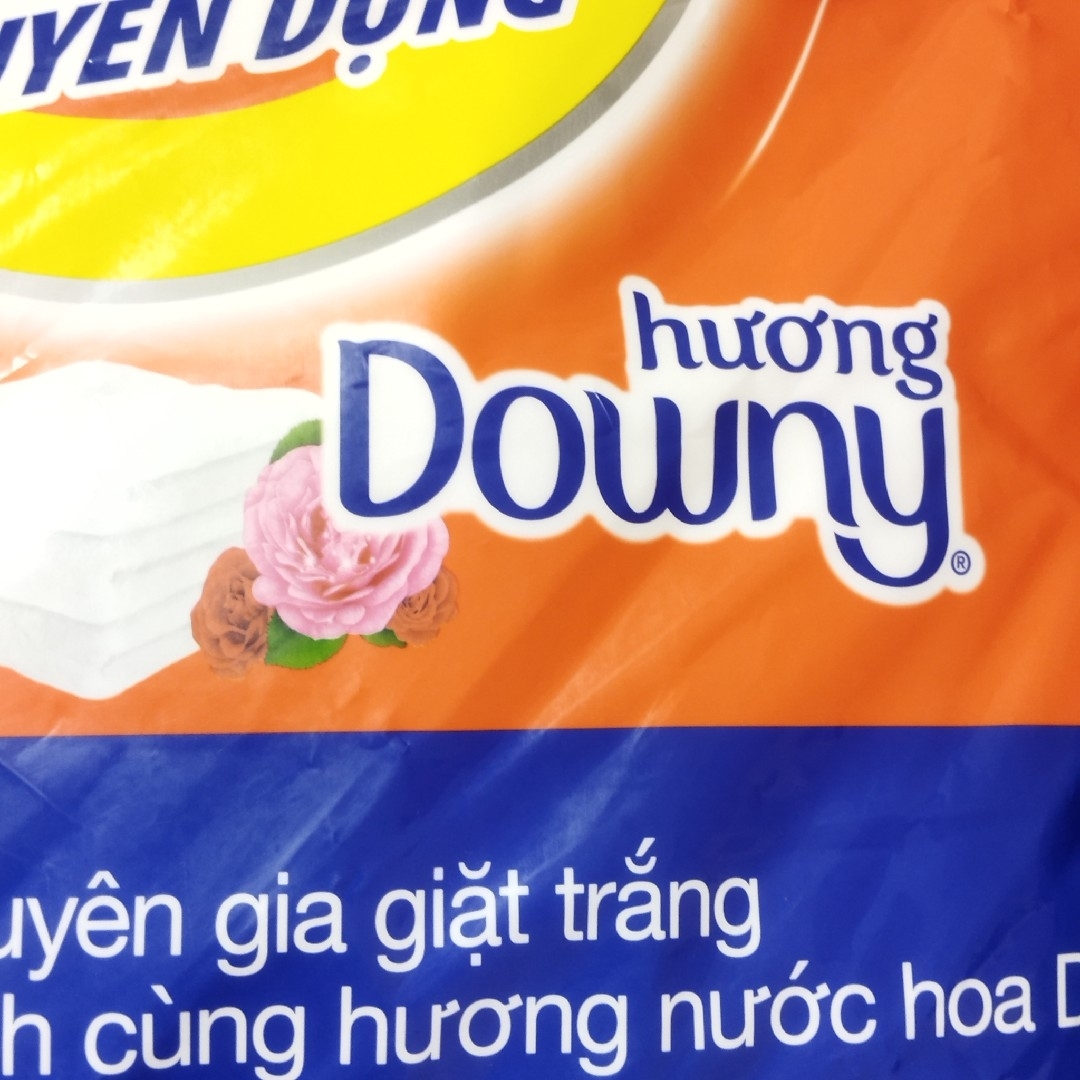 UYÊN DỤNG
hương
Downy®
uyên gia giặt trắng
h cùng hương nước hoa D